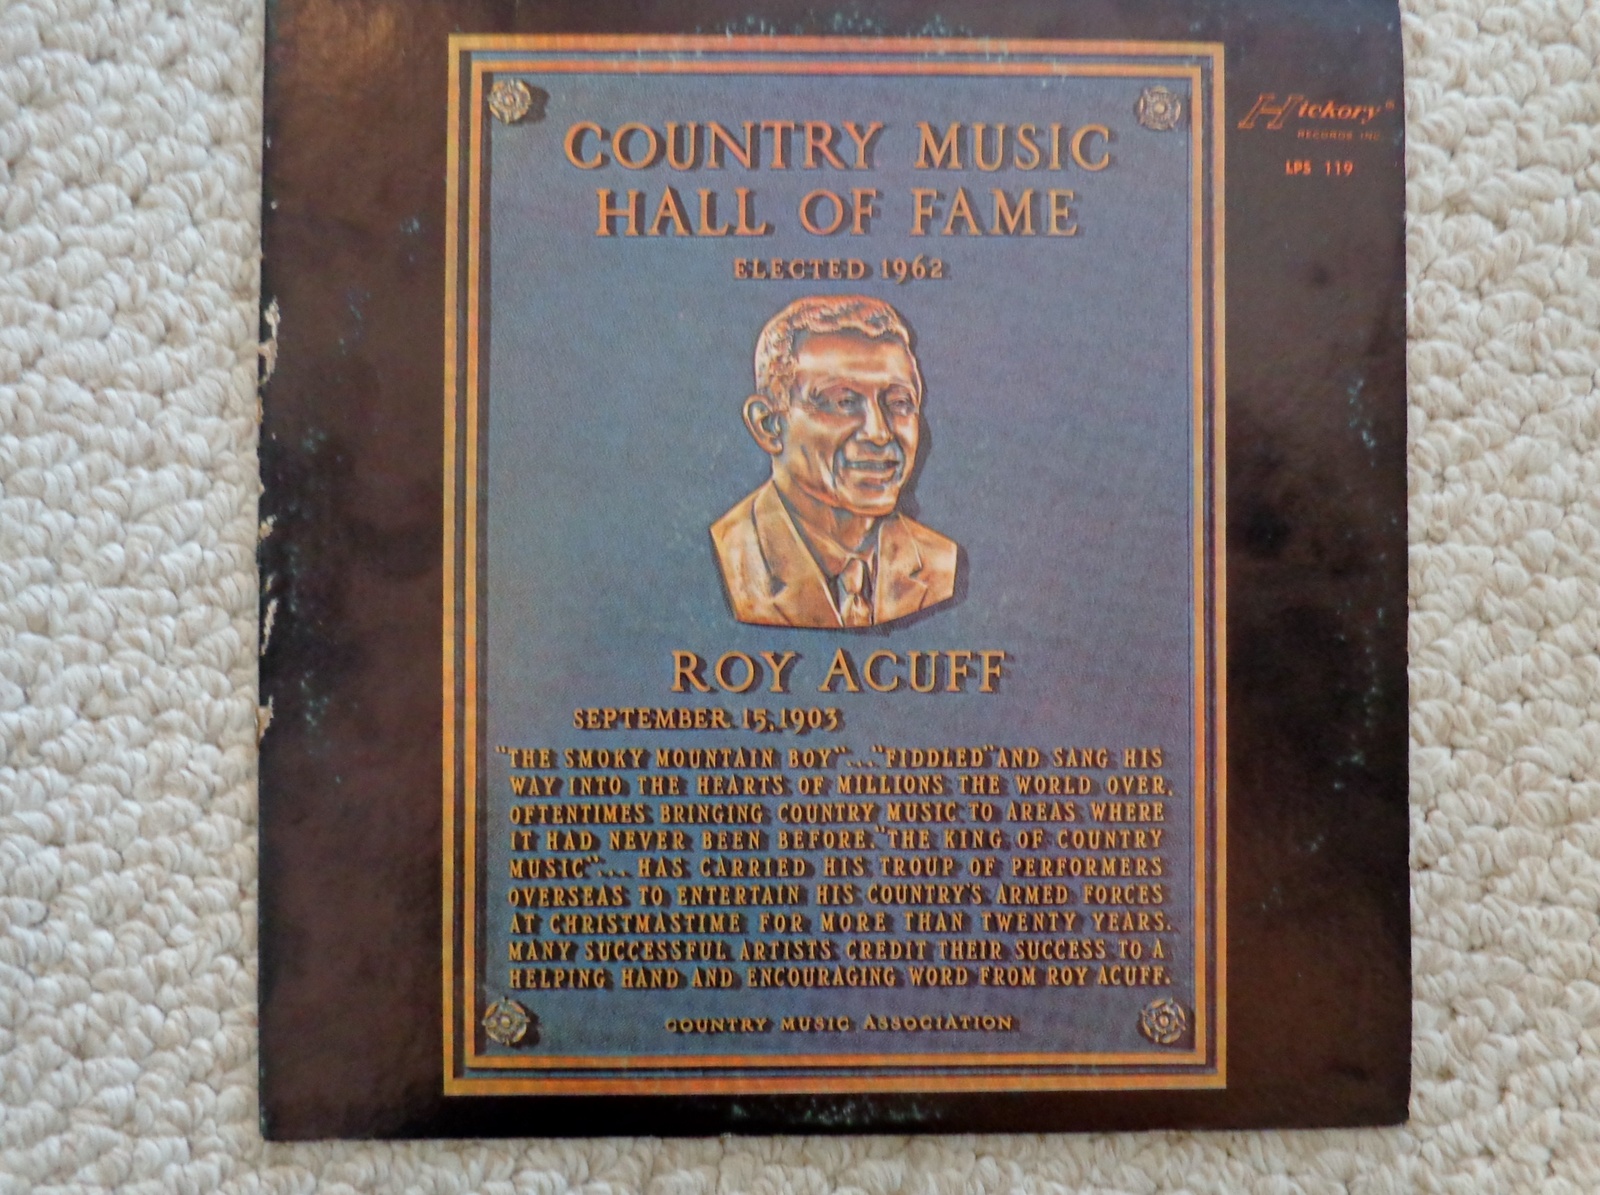 Hickory®
RECORDS INC.
LPS 119
COUNTRY MUSIC
HALL OF FAME
ELECTED 1962
ROY ACUFF
SEPTEMBER 15, 1903
"THE SMOKY MOUNTAIN BOY"..."FIDDLED" AND SANG HIS
WAY INTO THE HEARTS OF MILLIONS THE WORLD OVER,
OFTENTIMES BRINGING COUNTRY MUSIC TO AREAS WHERE
IT HAD NEVER BEEN BEFORE. "THE KING OF COUNTRY
MUSIC"... HAS CARRIED HIS TROUP OF PERFORMERS
OVERSEAS TO ENTERTAIN HIS COUNTRY'S ARMED FORCES
AT CHRISTMASTIME FOR MORE THAN TWENTY YEARS.
MANY SUCCESSFUL ARTISTS CREDIT THEIR SUCCESS TO A
HELPING HAND AND ENCOURAGING WORD FROM ROY ACUFF.
COUNTRY MUSIC ASSOCIATION